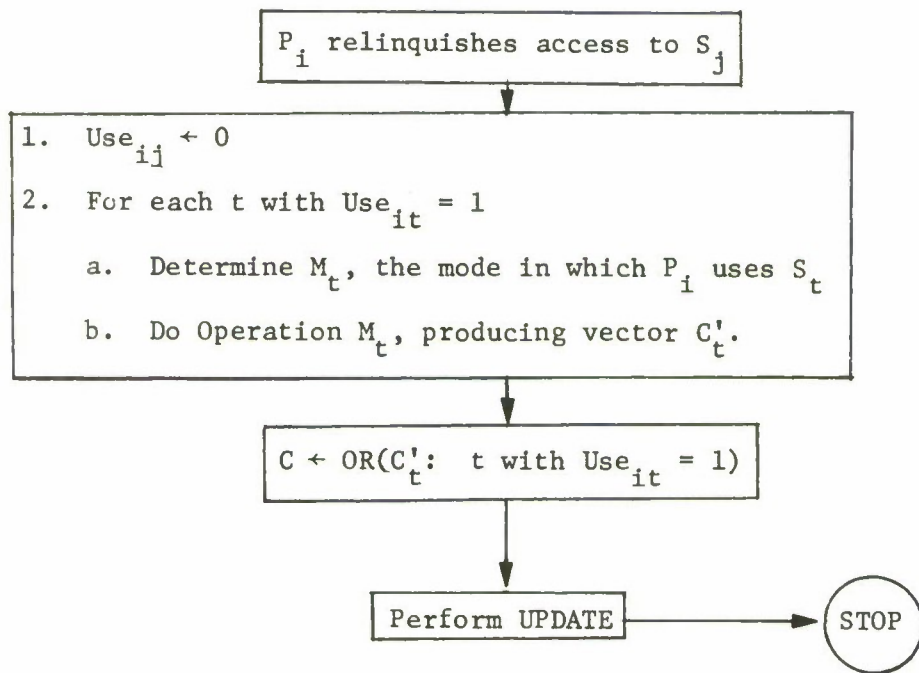 P_i relinquishes access to S_j
1. Use_ij ← 0
2. For each t with Use_it = 1
a. Determine M_t, the mode in which P_i uses S_t
b. Do Operation M_t, producing vector C'_t.
C ← OR(C'_t: t with Use_it = 1)
Perform UPDATE
STOP